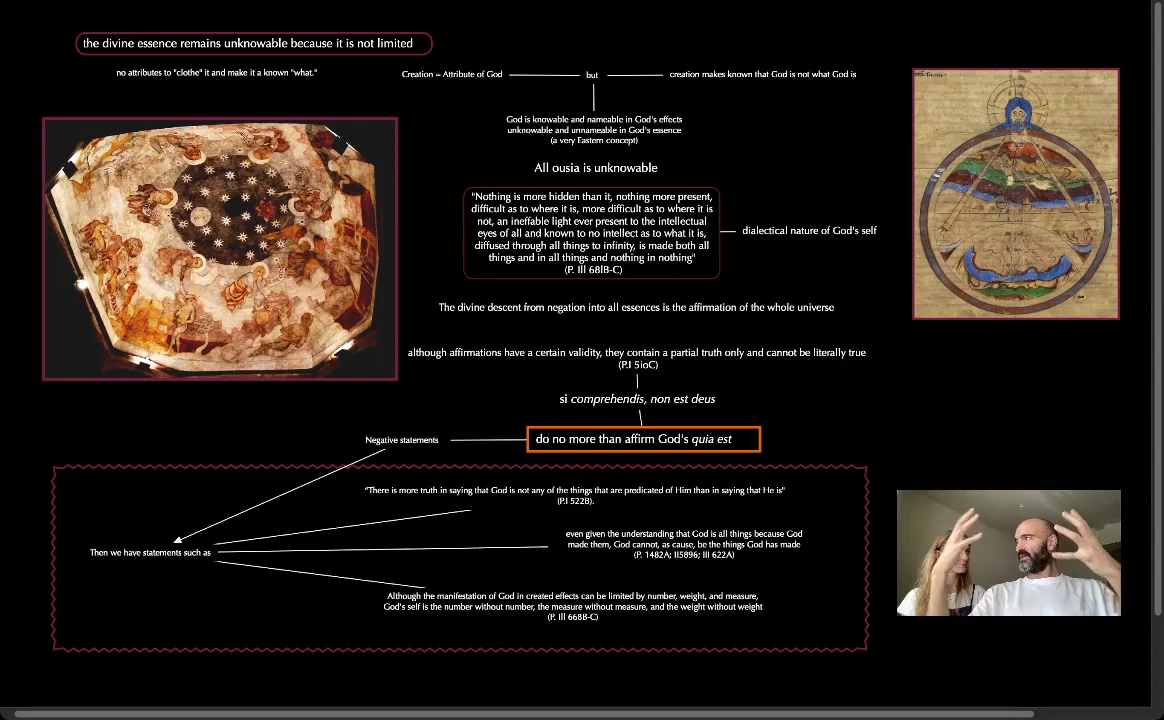 the divine essence remains unknowable because it is not limited
no attributes to "clothe" it and make it a known "what."
Creation = Attribute of God
but
creation makes known that God is not what God is
God is knowable and nameable in God's effects
unknowable and unnameable in God's essence
(a very Eastern concept)
All ousia is unknowable
"Nothing is more hidden than it, nothing more present,
difficult as to where it is, more difficult as to where it is
not, an ineffable light ever present to the intellectual
eyes of all and known to no intellect as to what it is,
diffused through all things to infinity, is made both all
things and in all things and nothing in nothing"
(P. Ill 68lB-C)
dialectical nature of God's self
The divine descent from negation into all essences is the affirmation of the whole universe
although affirmations have a certain validity, they contain a partial truth only and cannot be literally true
(P.I 5ioC)
si comprehendis, non est deus
Negative statements
do no more than affirm God's quia est
"There is more truth in saying that God is not any of the things that are predicated of Him than in saying that He is"
(P.I 522B).
Then we have statements such as
even given the understanding that God is all things because God
made them, God cannot, as cause, be the things God has made
(P. 1482A; II5896; III 622A)
Although the manifestation of God in created effects can be limited by number, weight, and measure,
God's self is the number without number, the measure without measure, and the weight without weight
(P. Ill 668B-C)